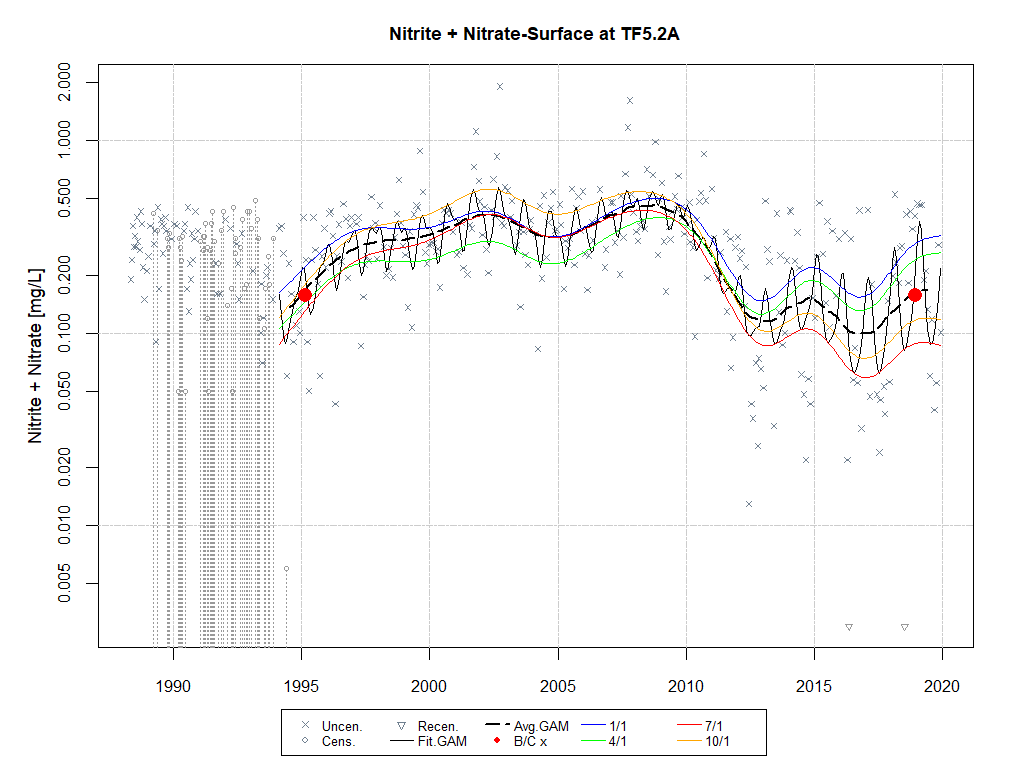 Nitrite + Nitrate-Surface at TF5.2A
Nitrite + Nitrate [mg/L]
2.000
1.000
0.500
0.200
0.100
0.050
0.020
0.010
0.005
1990 1995 2000 2005 2010 2015 2020
Uncen. Recen. Avg.GAM 1/1 7/1
Cens. Fit.GAM B/C x 4/1 10/1